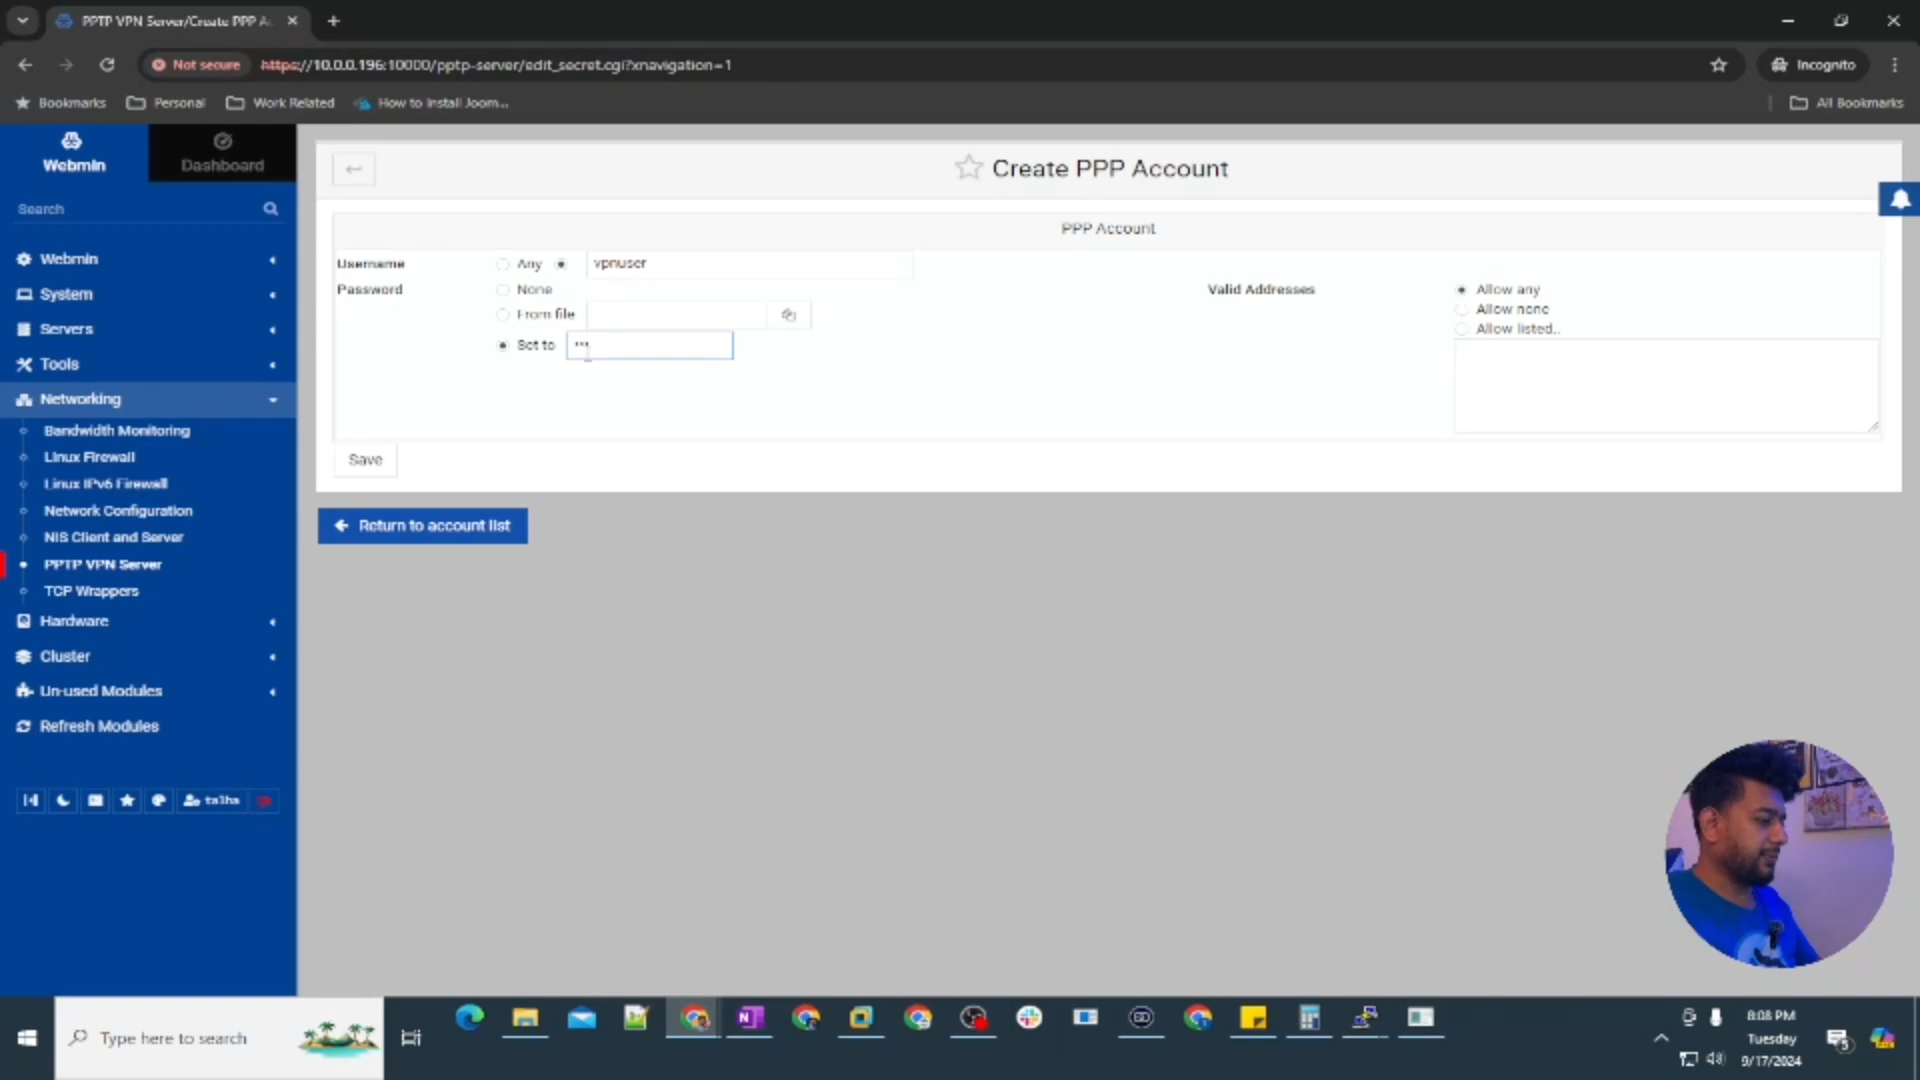 PPTP VPN Server/Create PPP Ac
Not secure https://10.0.0.196:10000/pptp-server/edit_secret.cgi?xnavigation=1
Incognito
Bookmarks Personal Work Related How to Install Joom...
All Bookmarks
Webmin
Dashboard
Search
Webmin
System
Servers
Tools
Networking
Bandwidth Monitoring
Linux Firewall
Linux IPv6 Firewall
Network Configuration
NIS Client and Server
PPTP VPN Server
TCP Wrappers
Hardware
Cluster
Un-used Modules
Refresh Modules
talha
Create PPP Account
PPP Account
Username Any vpnuser
Password None
From file
Set to •••
Valid Addresses Allow any
Allow none
Allow listed..
Save
Return to account list
Type here to search
8:08 PM
Tuesday
9/17/2024
5